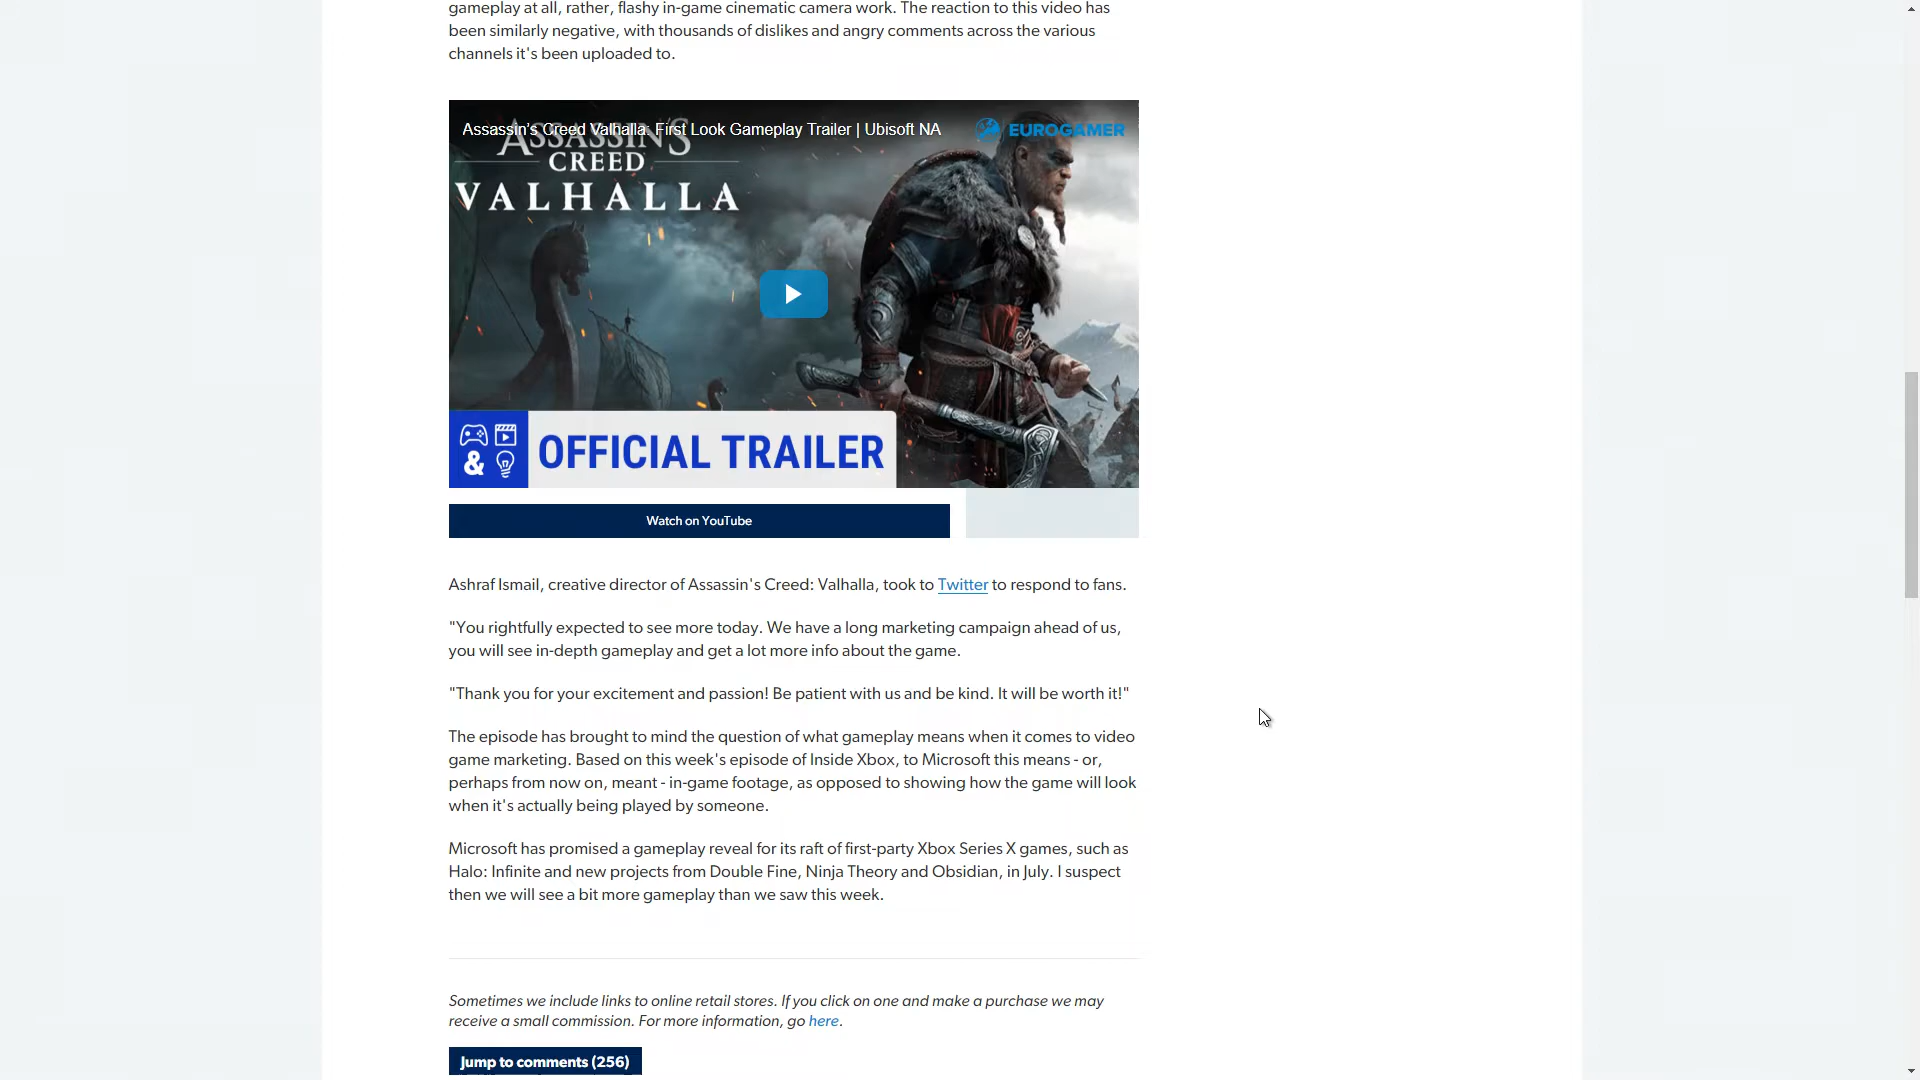 gameplay at all, rather, flashy in-game cinematic camera work. The reaction to this video has
been similarly negative, with thousands of dislikes and angry comments across the various
channels it's been uploaded to.
Assassin’s Creed Valhalla: First Look Gameplay Trailer | Ubisoft NA
EUROGAMER
ASSASSIN'S
CREED
VALHALLA
& OFFICIAL TRAILER
Watch on YouTube
Ashraf Ismail, creative director of Assassin's Creed: Valhalla, took to Twitter to respond to fans.
"You rightfully expected to see more today. We have a long marketing campaign ahead of us,
you will see in-depth gameplay and get a lot more info about the game.
"Thank you for your excitement and passion! Be patient with us and be kind. It will be worth it!"
The episode has brought to mind the question of what gameplay means when it comes to video
game marketing. Based on this week's episode of Inside Xbox, to Microsoft this means - or,
perhaps from now on, meant - in-game footage, as opposed to showing how the game will look
when it's actually being played by someone.
Microsoft has promised a gameplay reveal for its raft of first-party Xbox Series X games, such as
Halo: Infinite and new projects from Double Fine, Ninja Theory and Obsidian, in July. I suspect
then we will see a bit more gameplay than we saw this week.
Sometimes we include links to online retail stores. If you click on one and make a purchase we may
receive a small commission. For more information, go here.
Jump to comments (256)